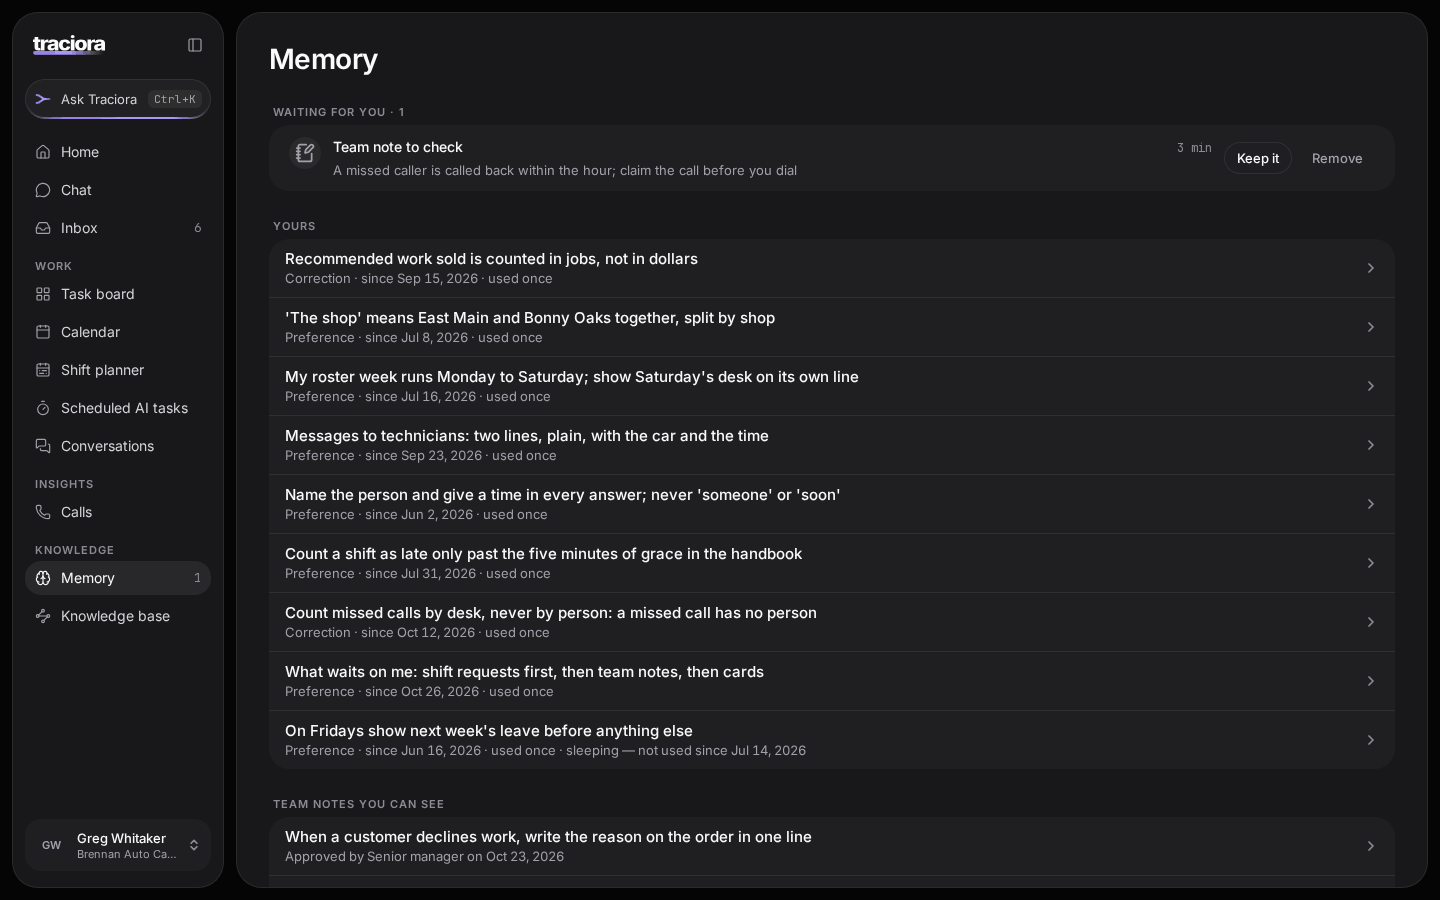 traciora
Ask Traciora Ctrl+K
Home
Chat
Inbox 6
WORK
Task board
Calendar
Shift planner
Scheduled AI tasks
Conversations
INSIGHTS
Calls
KNOWLEDGE
Memory 1
Knowledge base
GW
Greg Whitaker
Brennan Auto Ca...
Memory
WAITING FOR YOU · 1
Team note to check
A missed caller is called back within the hour; claim the call before you dial
3 min
Keep it
Remove
YOURS
Recommended work sold is counted in jobs, not in dollars
Correction · since Sep 15, 2026 · used once
'The shop' means East Main and Bonny Oaks together, split by shop
Preference · since Jul 8, 2026 · used once
My roster week runs Monday to Saturday; show Saturday's desk on its own line
Preference · since Jul 16, 2026 · used once
Messages to technicians: two lines, plain, with the car and the time
Preference · since Sep 23, 2026 · used once
Name the person and give a time in every answer; never 'someone' or 'soon'
Preference · since Jun 2, 2026 · used once
Count a shift as late only past the five minutes of grace in the handbook
Preference · since Jul 31, 2026 · used once
Count missed calls by desk, never by person: a missed call has no person
Correction · since Oct 12, 2026 · used once
What waits on me: shift requests first, then team notes, then cards
Preference · since Oct 26, 2026 · used once
On Fridays show next week's leave before anything else
Preference · since Jun 16, 2026 · used once · sleeping — not used since Jul 14, 2026
TEAM NOTES YOU CAN SEE
When a customer declines work, write the reason on the order in one line
Approved by Senior manager on Oct 23, 2026